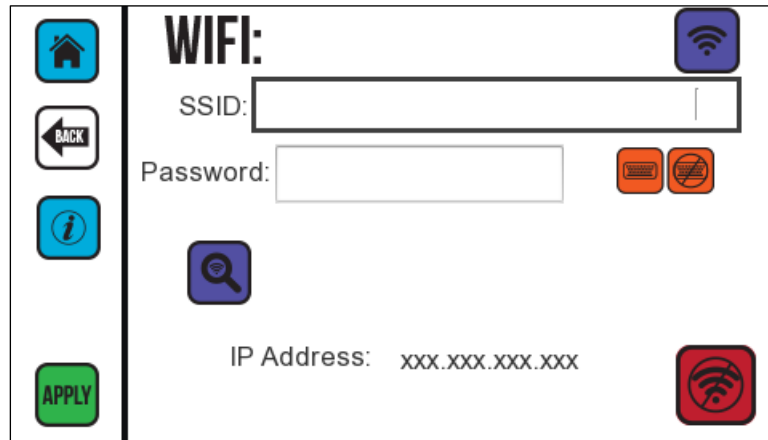 WIFI:
SSID:
BACK
Password:
i
IP Address: xxx.xxx.xxx.xxx
APPLY